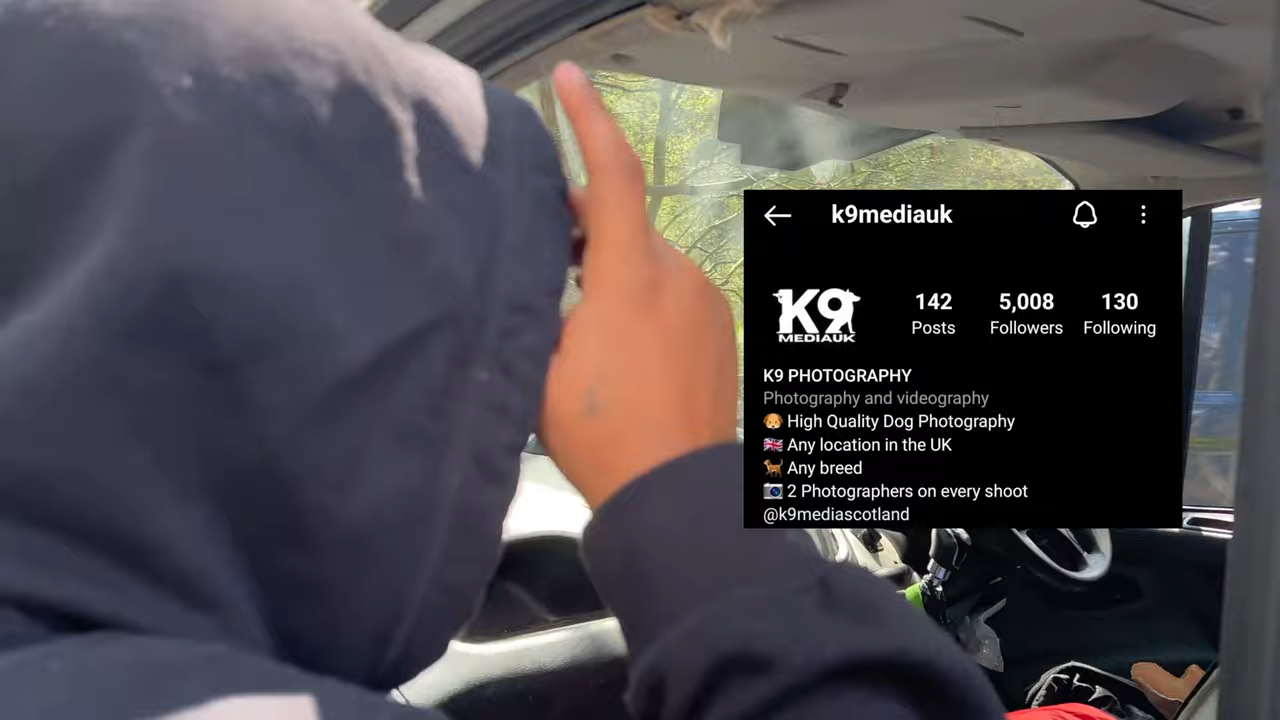 k9mediauk
142 5,008 130
Posts Followers Following
K9
MEDIAUK
K9 PHOTOGRAPHY
Photography and videography
🐶 High Quality Dog Photography
🇬🇧 Any location in the UK
🐕 Any breed
📷 2 Photographers on every shoot
@k9mediascotland